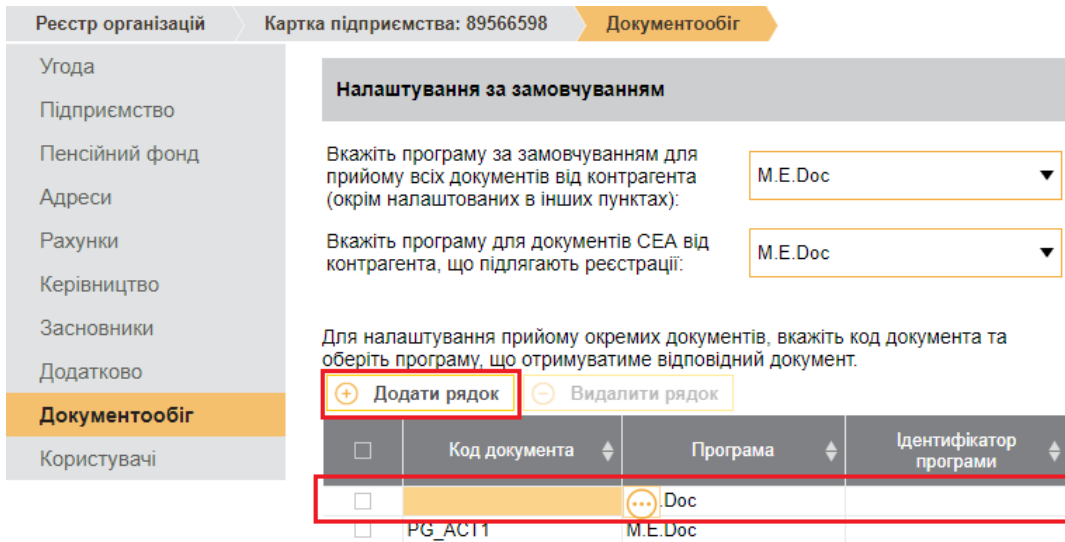 Реєстр організацій
Картка підприємства: 89566598
Документообіг
Угода
Підприємство
Пенсійний фонд
Адреси
Рахунки
Керівництво
Засновники
Додатково
Документообіг
Користувачі
Налаштування за замовчуванням
Вкажіть програму за замовчуванням для
прийому всіх документів від контрагента
(окрім налаштованих в інших пунктах):
M.E.Doc
Вкажіть програму для документів СЕА від
контрагента, що підлягають реєстрації:
M.E.Doc
Для налаштування прийому окремих документів, вкажіть код документа та
оберіть програму, що отримуватиме відповідний документ.
Додати рядок
Видалити рядок
Код документа
Програма
Ідентифікатор
програми
.Doc
PG_ACT1
M.E.Doc